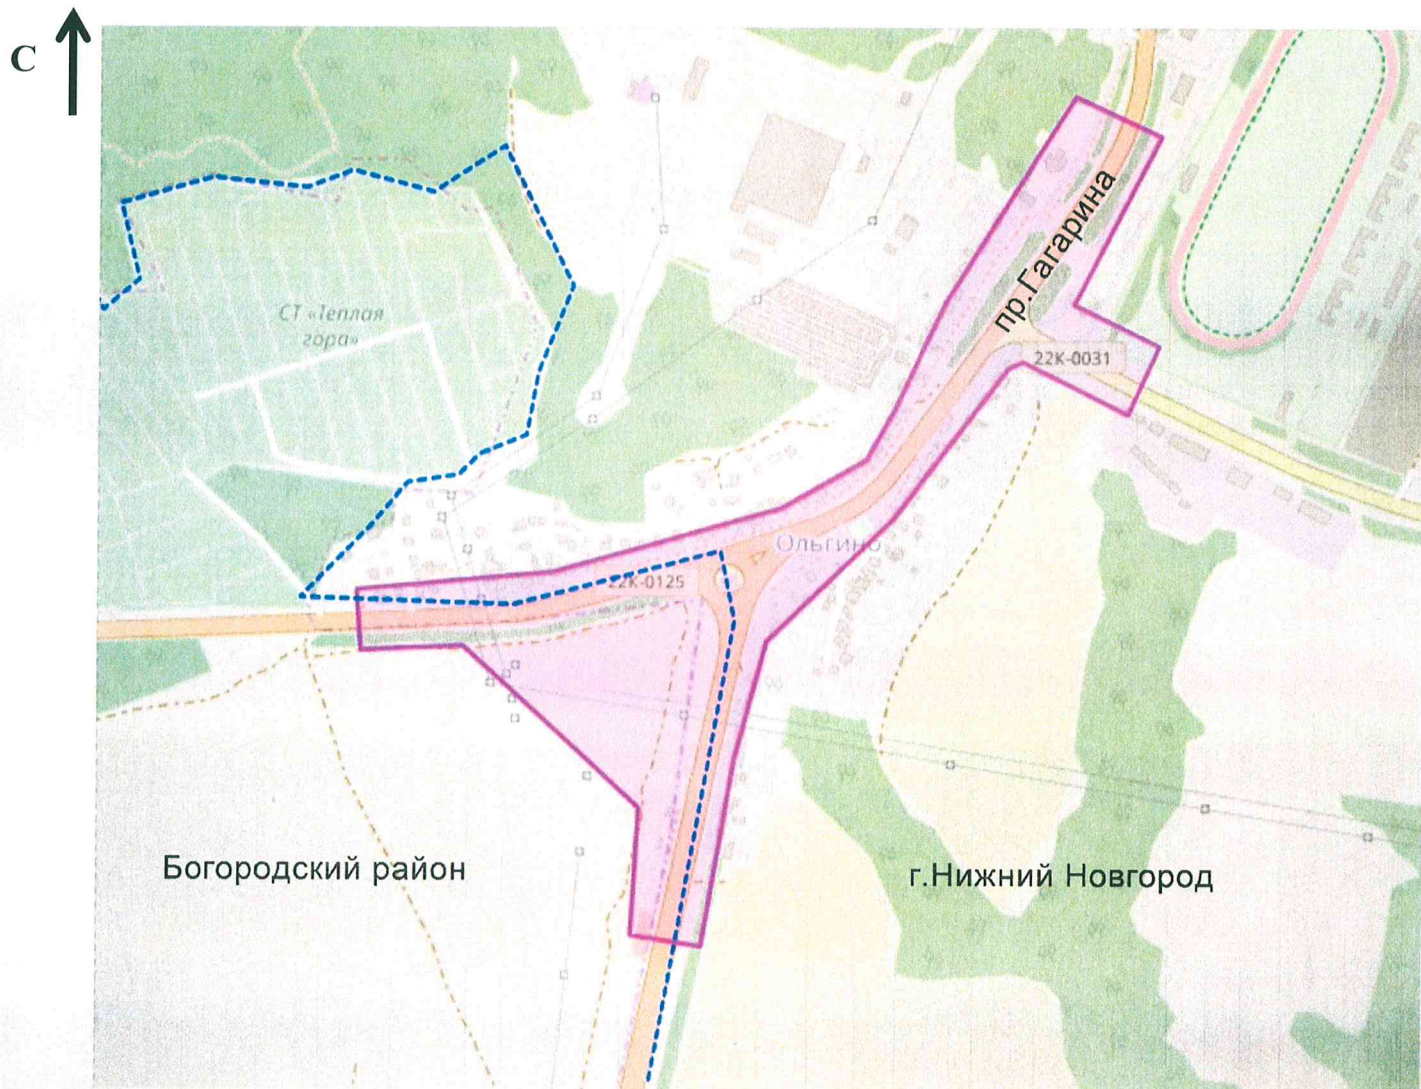 С
пр.Гагарина
СТ «Теплая
гора»
22К-0031
Ольгино
22К-0125
Богородский район
г.Нижний Новгород